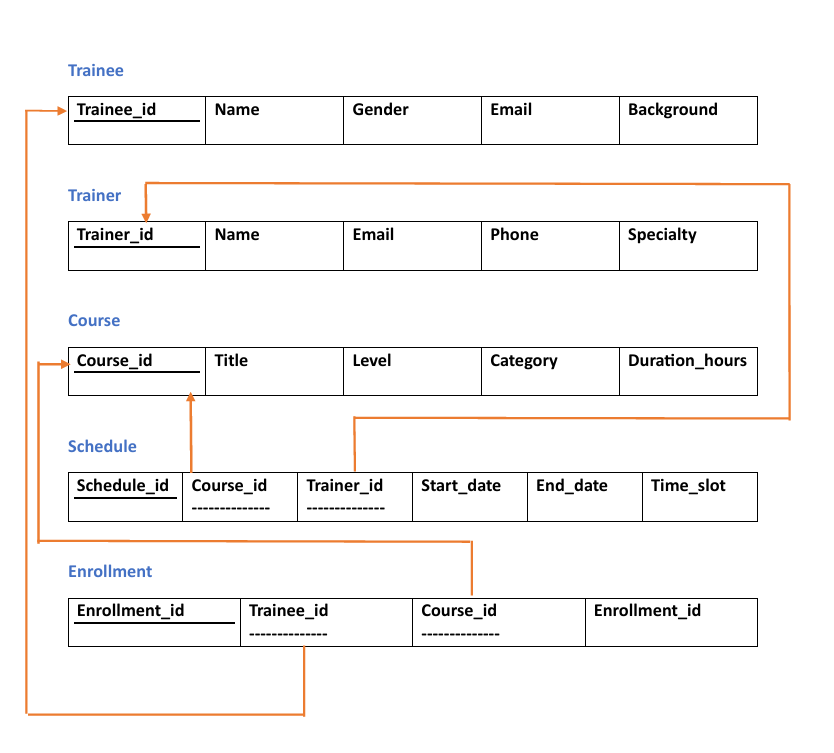 Trainee
Trainee_id Name Gender Email Background
Trainer
Trainer_id Name Email Phone Specialty
Course
Course_id Title Level Category Duration_hours
Schedule
Schedule_id Course_id Trainer_id Start_date End_date Time_slot
Enrollment
Enrollment_id Trainee_id Course_id Enrollment_id